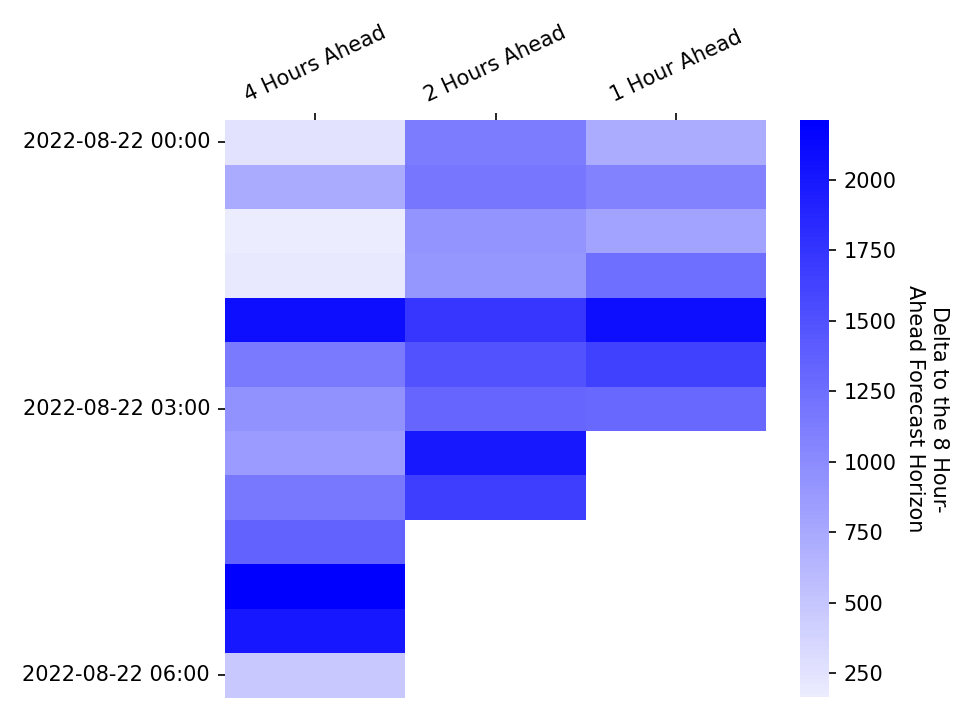 4 Hours Ahead
2 Hours Ahead
1 Hour Ahead
2022-08-22 00:00
2022-08-22 03:00
2022-08-22 06:00
2000
1750
1500
1250
1000
750
500
250
Delta to the 8 Hour-
Ahead Forecast Horizon